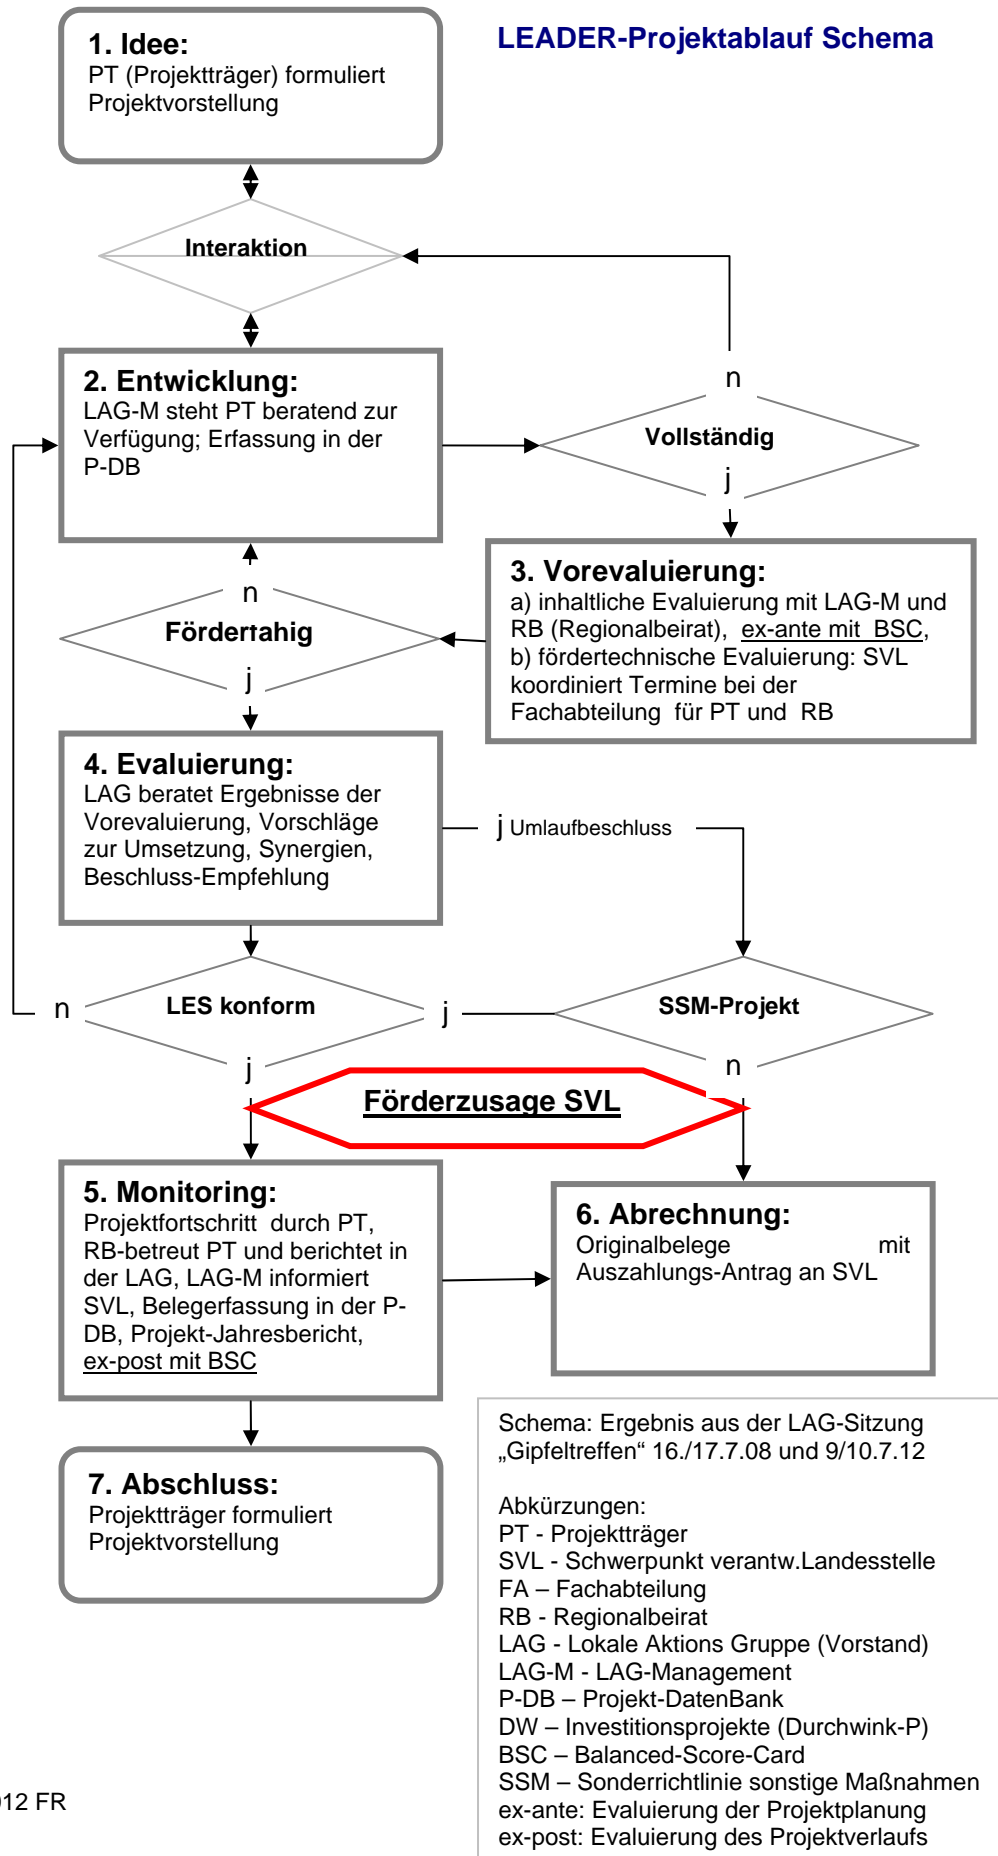 LEADER-Projektablauf Schema
1. Idee:
PT (Projektträger) formuliert
Projektvorstellung
Interaktion
2. Entwicklung:
LAG-M steht PT beratend zur
Verfügung; Erfassung in der
P-DB
n
Vollständig
j
3. Vorevaluierung:
a) inhaltliche Evaluierung mit LAG-M und
RB (Regionalbeirat), ex-ante mit BSC,
b) fördertechnische Evaluierung: SVL
koordiniert Termine bei der
Fachabteilung für PT und RB
n
Fördertahig
j
4. Evaluierung:
LAG beratet Ergebnisse der
Vorevaluierung, Vorschläge
zur Umsetzung, Synergien,
Beschluss-Empfehlung
j Umlaufbeschluss
n
LES konform
j
SSM-Projekt
j
n
Förderzusage SVL
5. Monitoring:
Projektfortschritt durch PT,
RB-betreut PT und berichtet in
der LAG, LAG-M informiert
SVL, Belegerfassung in der P-
DB, Projekt-Jahresbericht,
ex-post mit BSC
6. Abrechnung:
Originalbelege mit
Auszahlungs-Antrag an SVL
7. Abschluss:
Projektträger formuliert
Projektvorstellung
Schema: Ergebnis aus der LAG-Sitzung
„Gipfeltreffen“ 16./17.7.08 und 9/10.7.12
Abkürzungen:
PT - Projektträger
SVL - Schwerpunkt verantw.Landesstelle
FA – Fachabteilung
RB - Regionalbeirat
LAG - Lokale Aktions Gruppe (Vorstand)
LAG-M - LAG-Management
P-DB – Projekt-DatenBank
DW – Investitionsprojekte (Durchwink-P)
BSC – Balanced-Score-Card
SSM – Sonderrichtlinie sonstige Maßnahmen
ex-ante: Evaluierung der Projektplanung
ex-post: Evaluierung des Projektverlaufs
12 FR